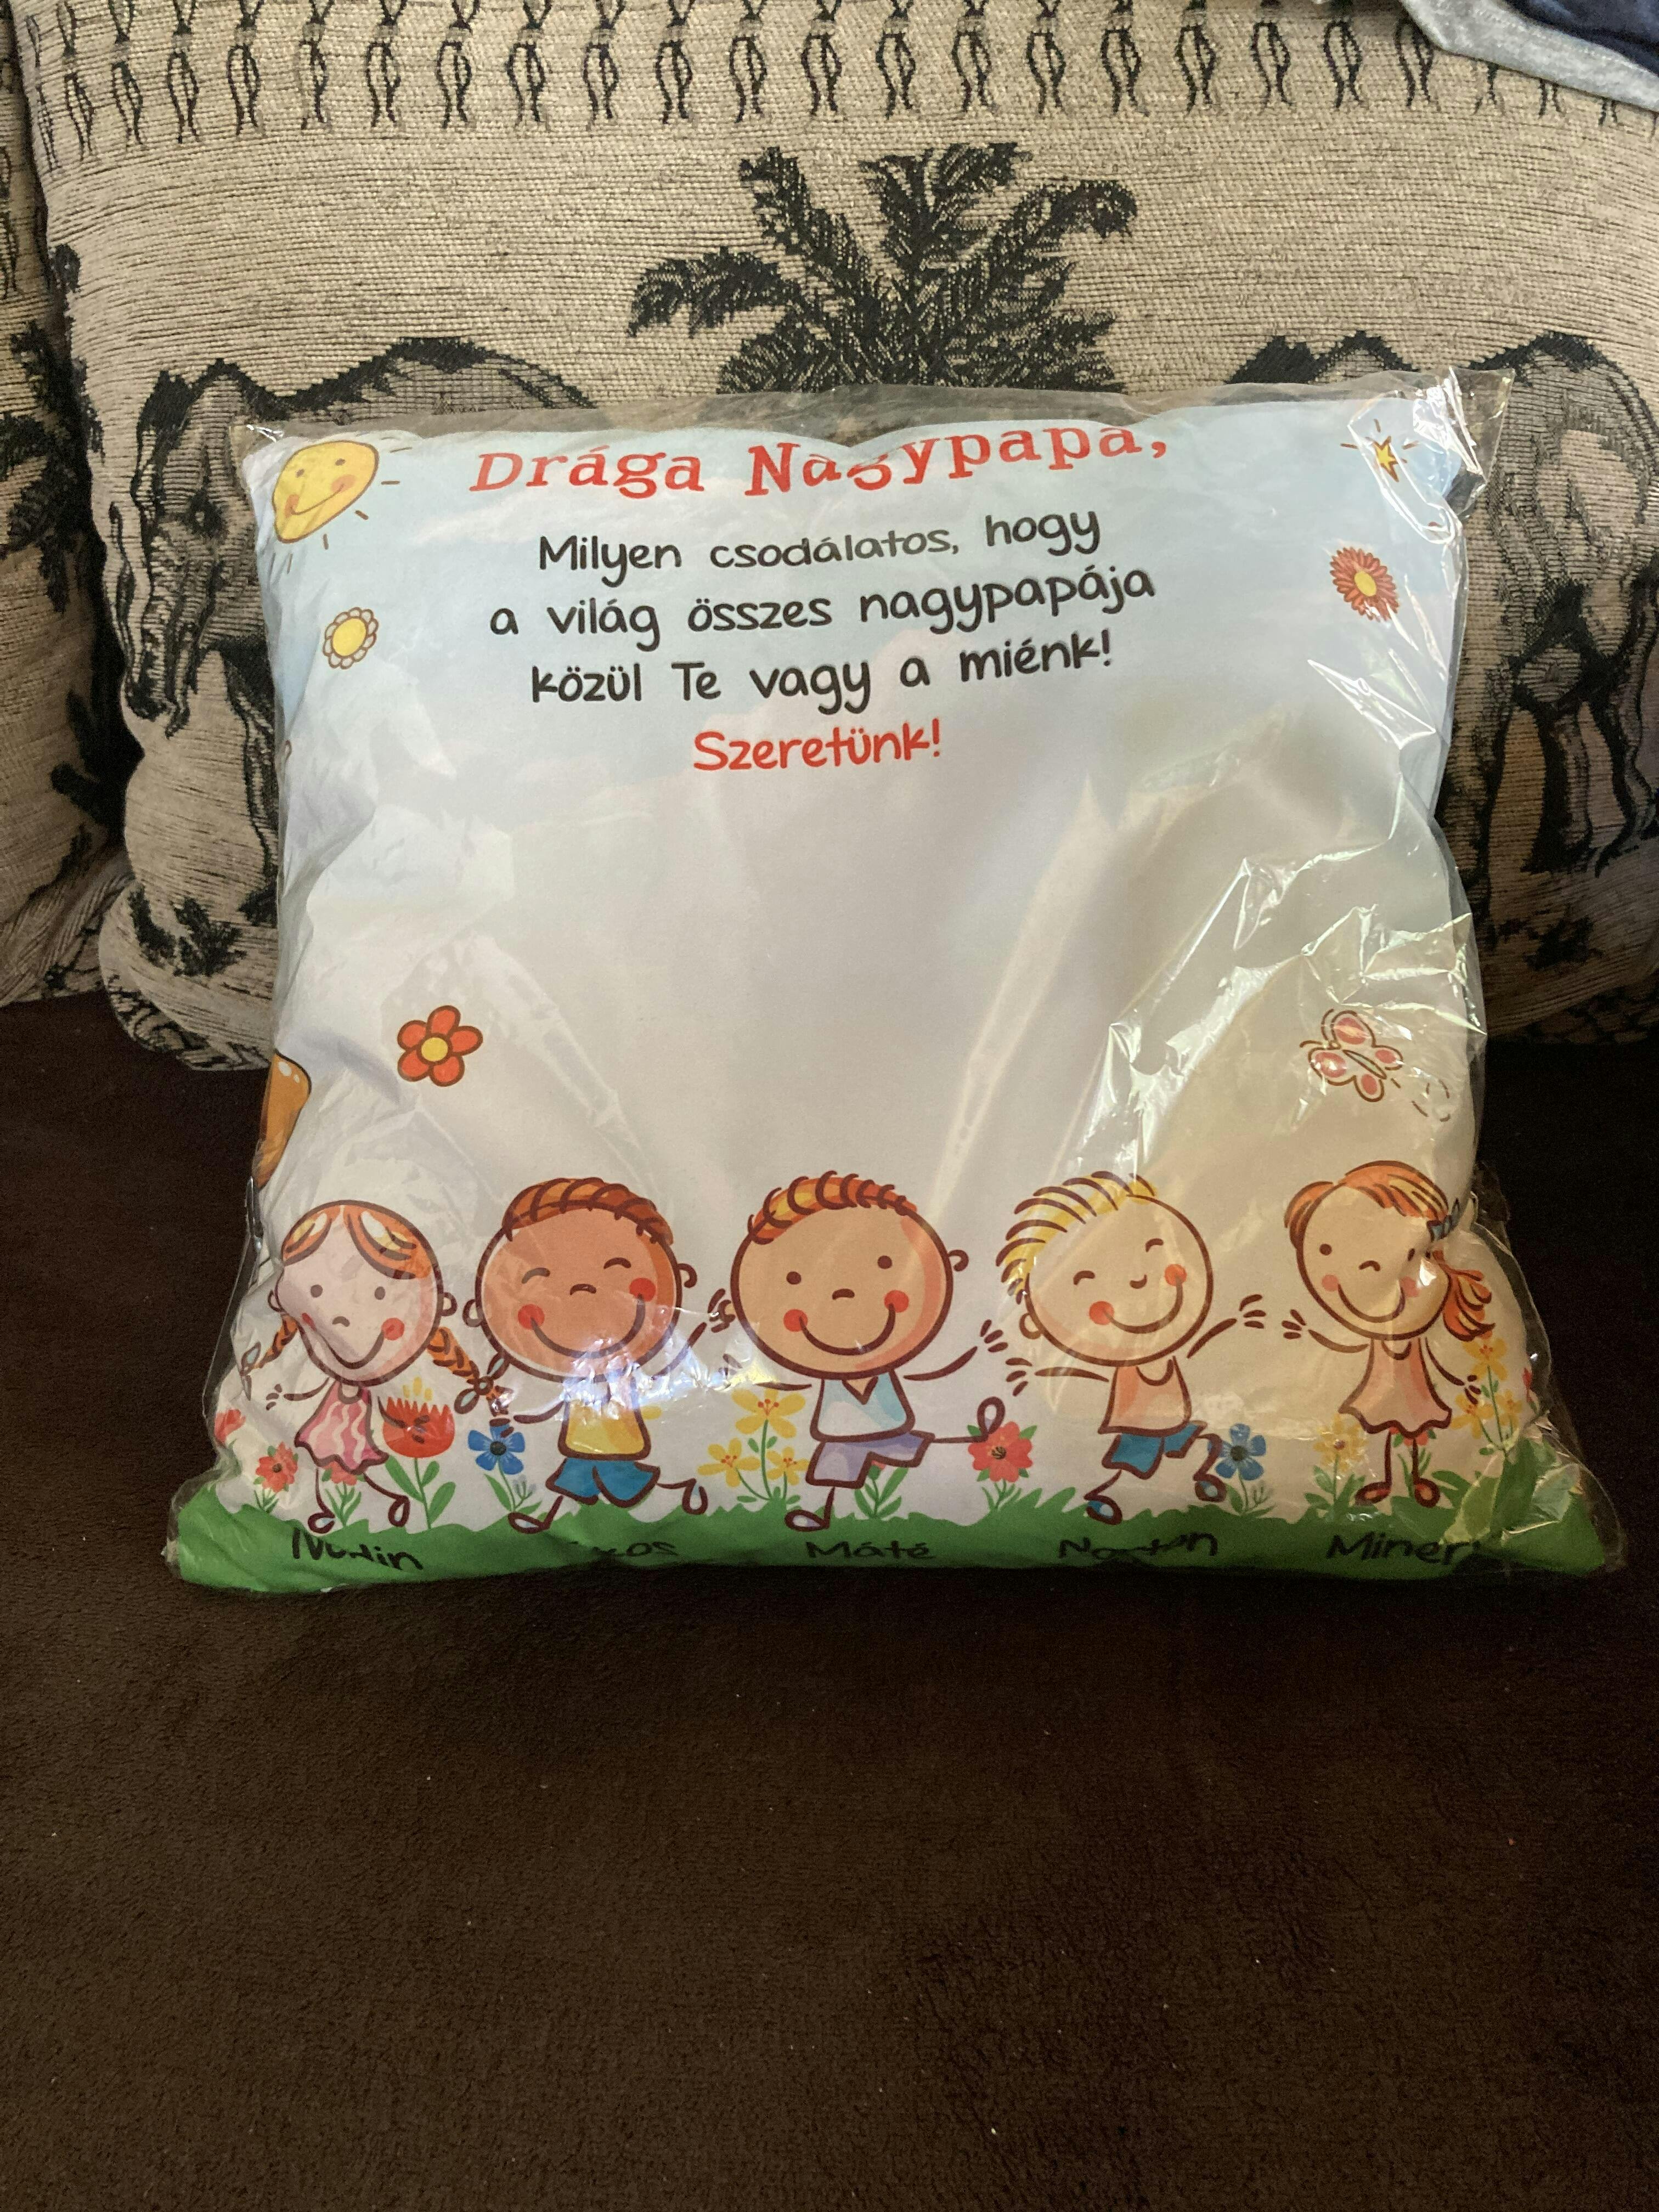 Drága Nagypapa,
Milyen csodálatos, hogy
a világ összes nagypapája
közül Te vagy a miénk!
Szeretünk!
Máté